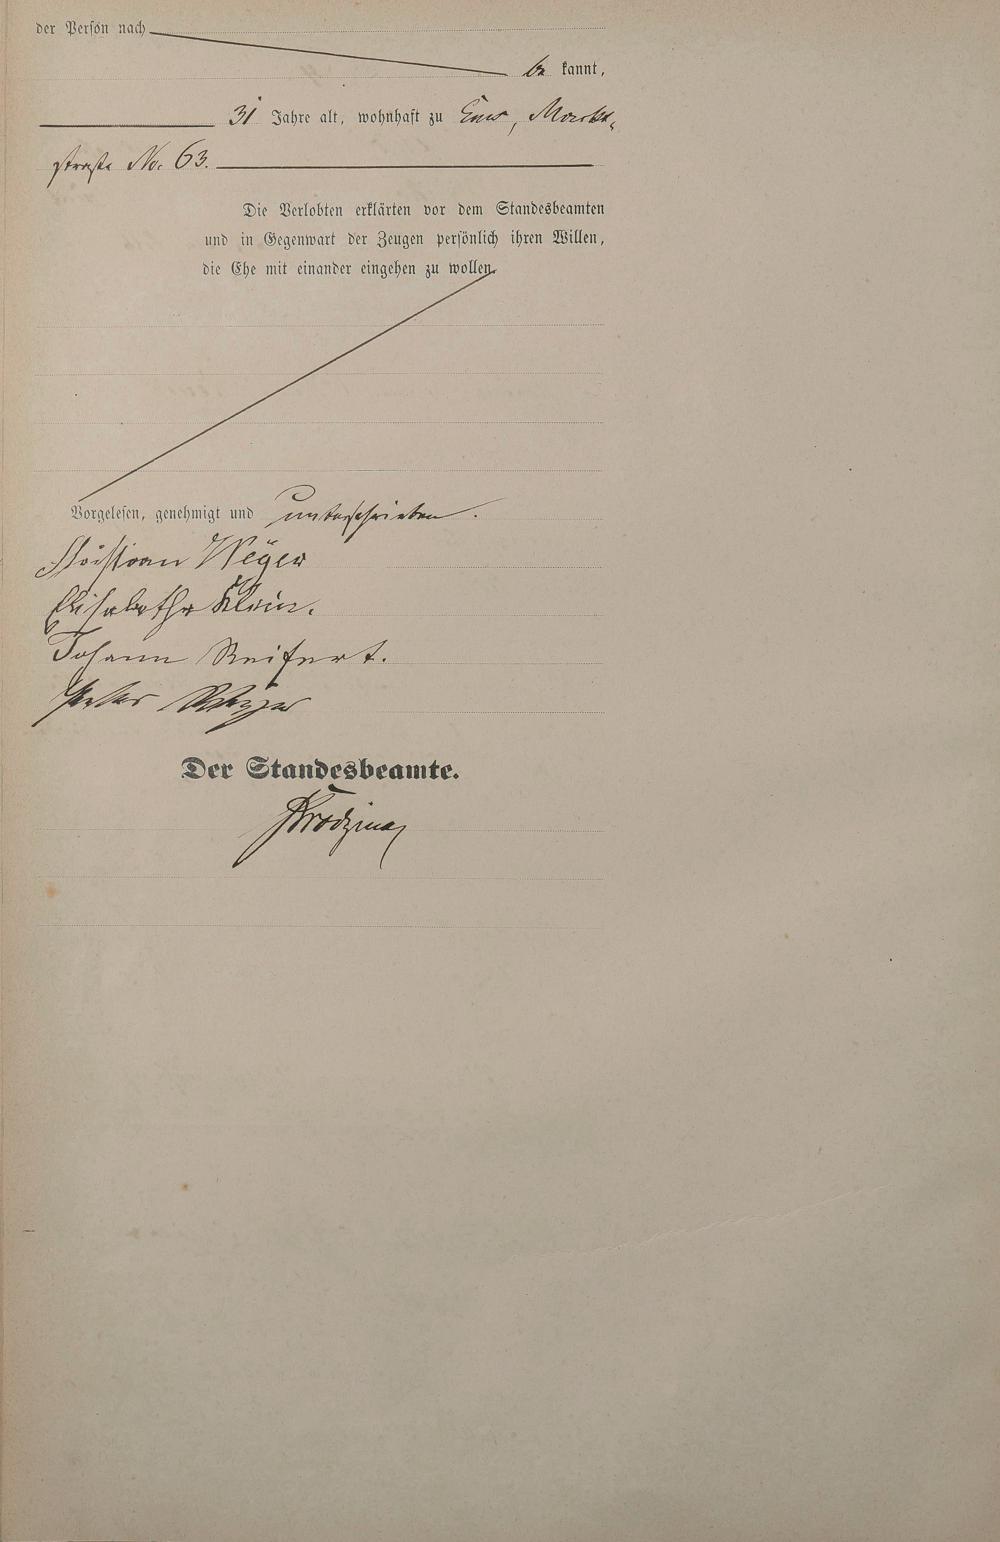 der Person nach
be kannt,
31 Jahre alt, wohnhaft zu Ems, Markt-
straße No. 63.
Die Verlobten erklärten vor dem Standesbeamten
und in Gegenwart der Zeugen persönlich ihren Willen,
die Ehe mit einander eingehen zu wollen.
Vorgelesen, genehmigt und unterschrieben.
Christian
Elisabetha Klein.
Johann Seifert.
Peter
Der Standesbeamte.